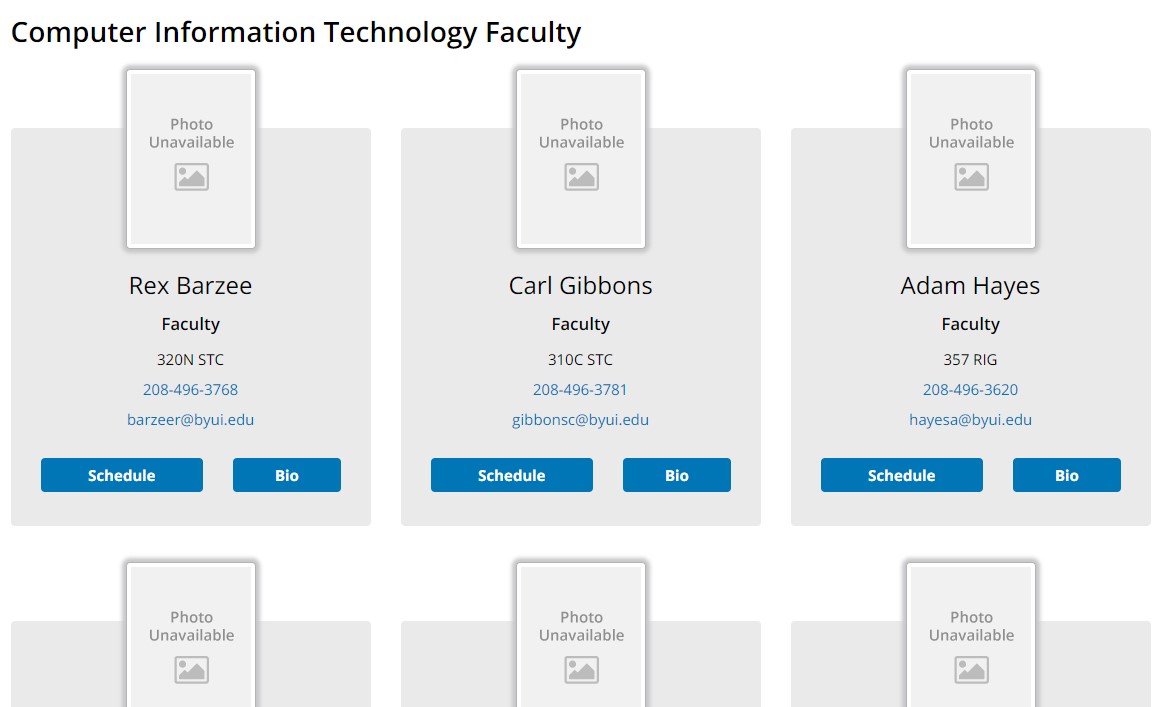 Computer Information Technology Faculty
Photo
Unavailable
Rex Barzee
Faculty
320N STC
208-496-3768
barzeer@byui.edu
Schedule
Bio
Photo
Unavailable
Carl Gibbons
Faculty
310C STC
208-496-3781
gibbonsc@byui.edu
Schedule
Bio
Photo
Unavailable
Adam Hayes
Faculty
357 RIG
208-496-3620
hayesa@byui.edu
Schedule
Bio
Photo
Unavailable
Photo
Unavailable
Photo
Unavailable